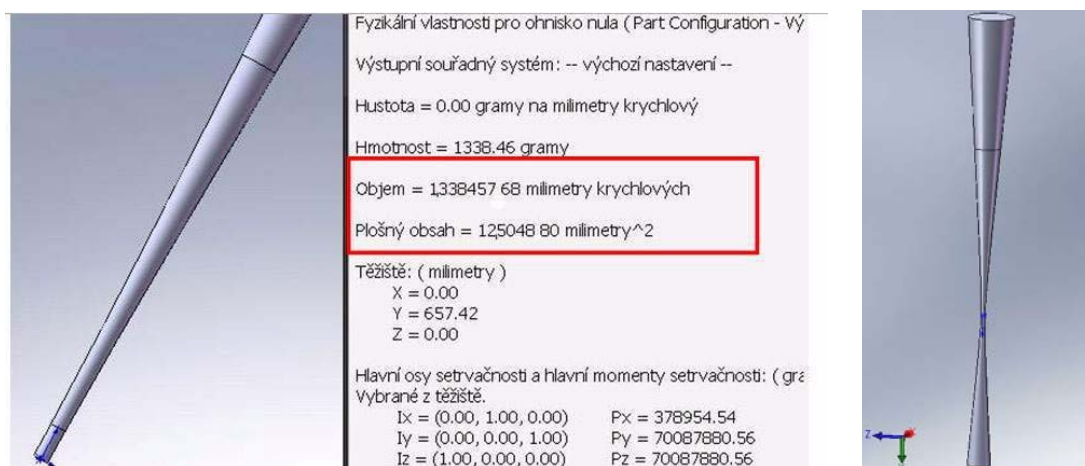 Fyzikální vlastnosti pro ohnisko nula ( Part Configuration - Vý
Výstupní souřadný systém: -- výchozí nastavení --
Hustota = 0.00 gramy na milimetry krychlový
Hmotnost = 1338.46 gramy
Objem = 1,338457 68 milimetry krychlových
Plošný obsah = 12,5048 80 milimetry^2
Těžiště: ( milimetry )
X = 0.00
Y = 657.42
Z = 0.00
Hlavní osy setrvačnosti a hlavní momenty setrvačnosti: ( gra
Vybrané z těžiště.
Ix = (0.00, 1.00, 0.00) Px = 378954.54
Iy = (0.00, 0.00, 1.00) Py = 70087880.56
Iz = (1.00, 0.00, 0.00) Pz = 70087880.56
Z